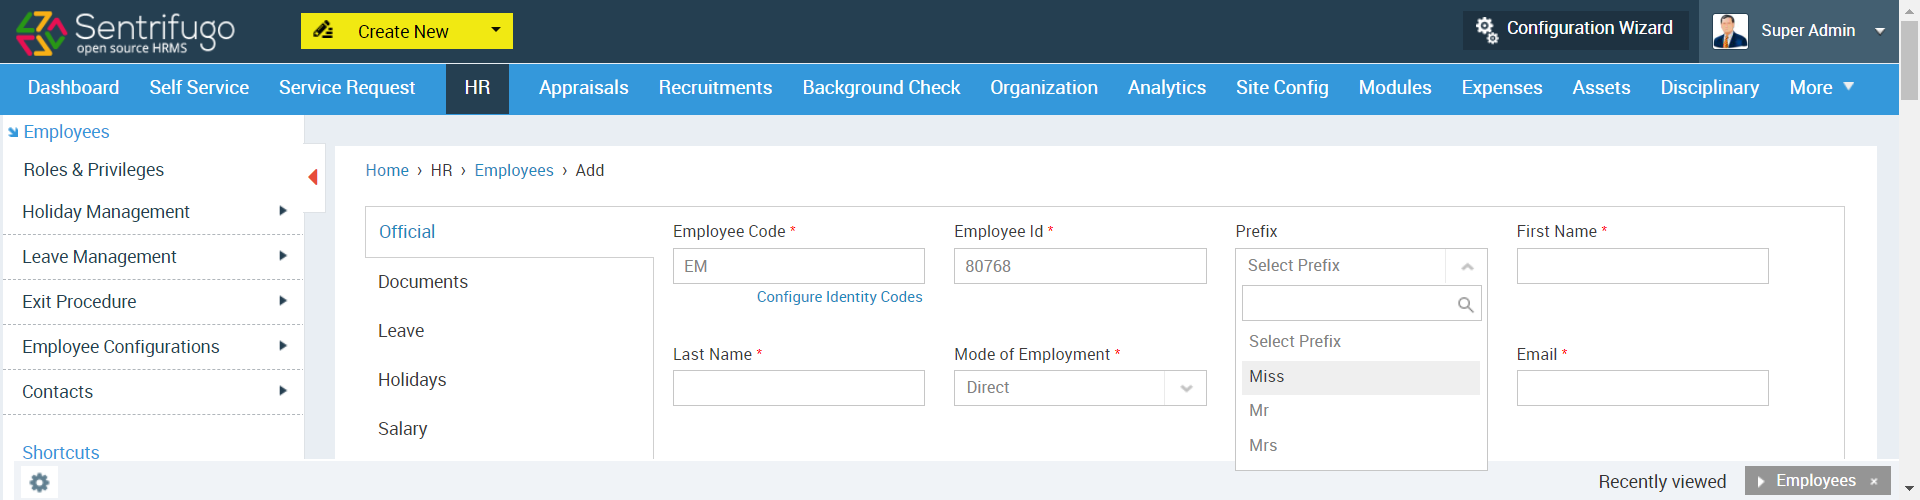 Sentrifugo
open source HRMS
Create New
Configuration Wizard
Super Admin
Dashboard Self Service Service Request HR Appraisals Recruitments Background Check Organization Analytics Site Config Modules Expenses Assets Disciplinary More
Employees
Roles & Privileges
Holiday Management
Leave Management
Exit Procedure
Employee Configurations
Contacts
Shortcuts
Home › HR › Employees › Add
Official
Documents
Leave
Holidays
Salary
Employee Code * Employee Id * Prefix First Name *
EM 80768 Select Prefix
Configure Identity Codes
Select Prefix
Miss
Mr
Mrs
Last Name * Mode of Employment * Email *
Direct
Recently viewed Employees ×